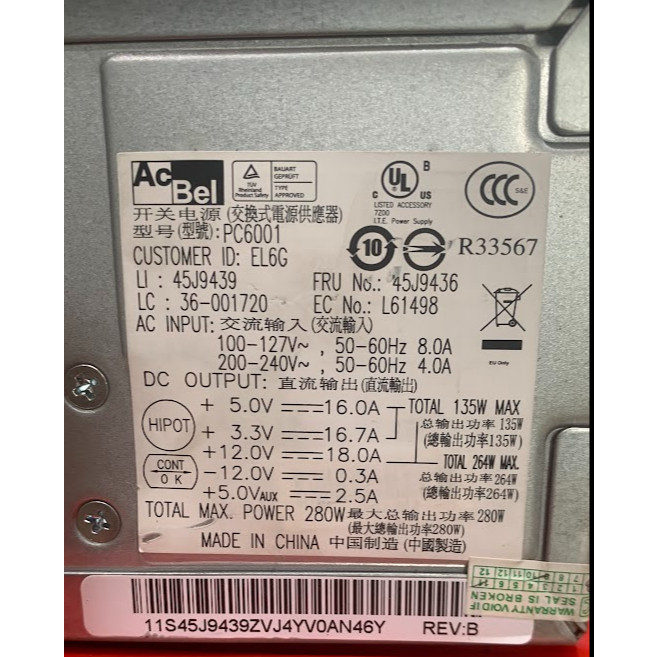 AcBel
TÜV Rheinland Product Safety
BAUART GEPRÜFT
TYPE APPROVED
C UL US
B
LISTED ACCESSORY
7Z00
I.T.E. Power Supply
CCC S&E
开关电源 (交換式電源供應器)
型号(型號):PC6001
CUSTOMER ID: EL6G
10
R33567
LI : 45J9439 FRU No.: 45J9436
LC : 36-001720 EC No.: L61498
AC INPUT: 交流输入(交流輸入)
100-127V~ , 50-60Hz 8.0A
200-240V~ , 50-60Hz 4.0A
EU Only
DC OUTPUT: 直流输出(直流輸出)
HIPOT
CONT
O K
+ 5.0V 16.0A TOTAL 135W MAX
总输出功率 135W
+ 3.3V 16.7A (總輸出功率135W)
+12.0V 18.0A TOTAL 264W MAX.
-12.0V 0.3A 总输出功率 264W
+5.0VAUX 2.5A (總輸出功率264W)
TOTAL MAX. POWER 280W 最大总输出功率280W
(最大總輸出功率280W)
MADE IN CHINA 中国制造 (中國製造)
WARRANTY VOID IF
SEAL IS BROKEN
11S45J9439ZVJ4YV0AN46Y REV:B